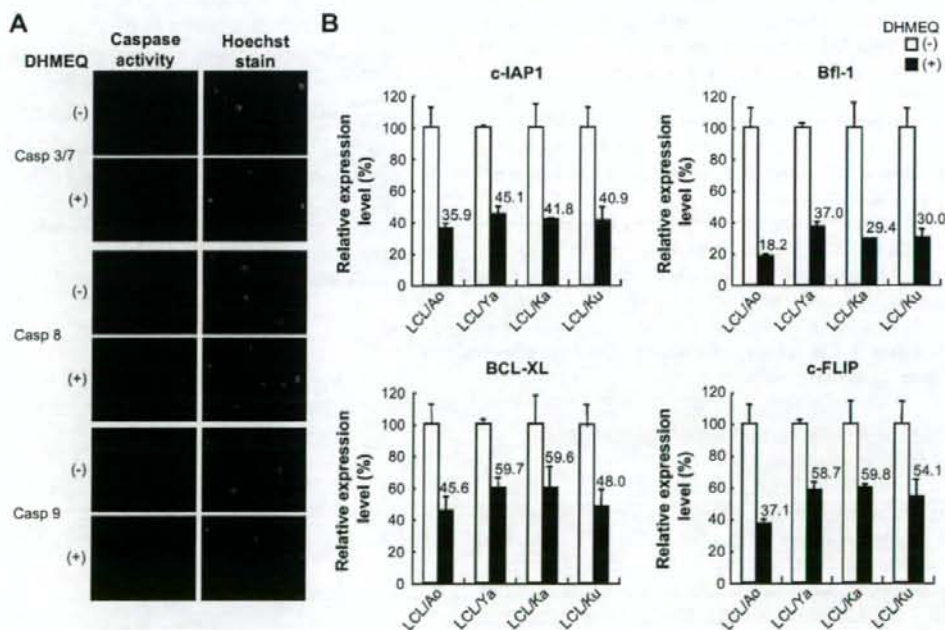 A
DHMEQ
Caspase activity
Hoechst stain
(-)
Casp 3/7
(+)
(-)
Casp 8
(+)
(-)
Casp 9
(+)
B
DHMEQ
(-)
(+)
c-IAP1
Relative expression level (%)
120
100
80
60
40
20
0
35.9
45.1
41.8
40.9
LCL/Ao
LCL/Ya
LCL/Ka
LCL/Ku
Bfl-1
Relative expression level (%)
120
100
80
60
40
20
0
18.2
37.0
29.4
30.0
LCL/Ao
LCL/Ya
LCL/Ka
LCL/Ku
BCL-XL
Relative expression level (%)
120
100
80
60
40
20
0
45.6
59.7
59.6
48.0
LCL/Ao
LCL/Ya
LCL/Ka
LCL/Ku
c-FLIP
Relative expression level (%)
120
100
80
60
40
20
0
37.1
58.7
59.8
54.1
LCL/Ao
LCL/Ya
LCL/Ka
LCL/Ku